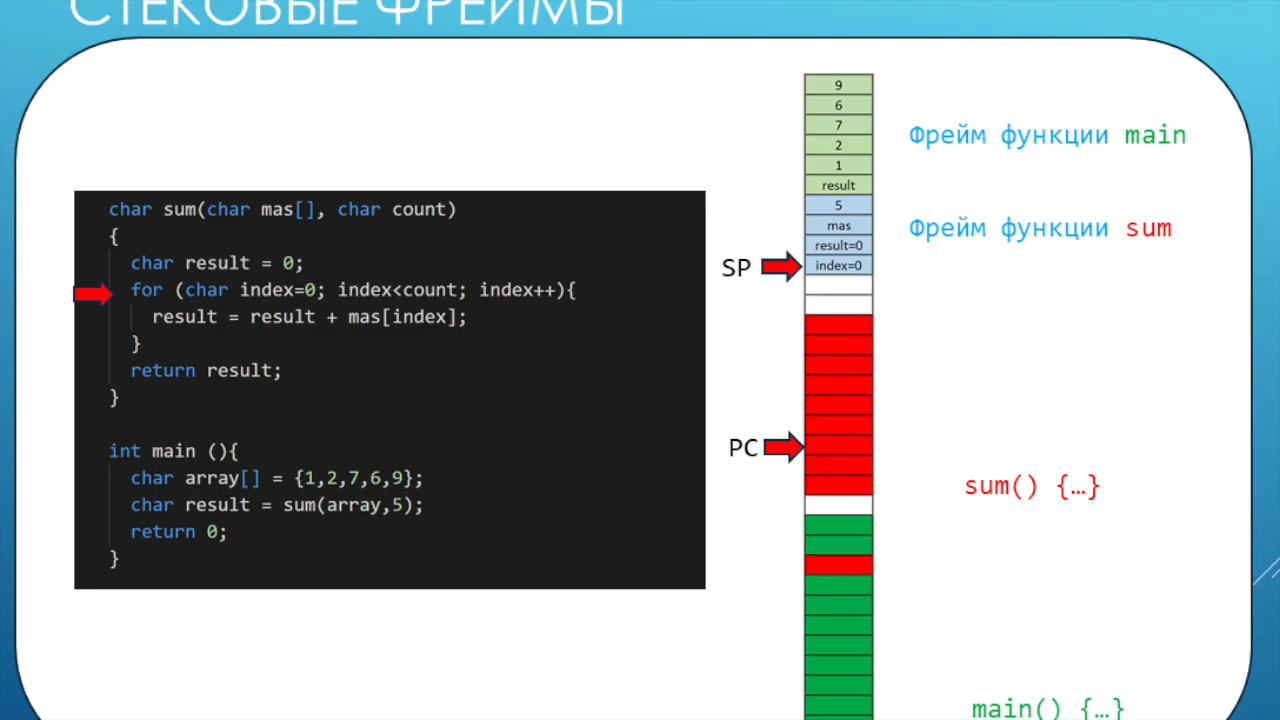 СТЕКОВЫЕ ФРЕЙМЫ
char sum(char mas[], char count)
{
char result = 0;
for (char index=0; index<count; index++){
result = result + mas[index];
}
return result;
}
int main (){
char array[] = {1,2,7,6,9};
char result = sum(array,5);
return 0;
}
9
6
7
2
1
result
5
mas
result=0
index=0
SP
PC
Фрейм функции main
Фрейм функции sum
sum() {…}
main() {…}